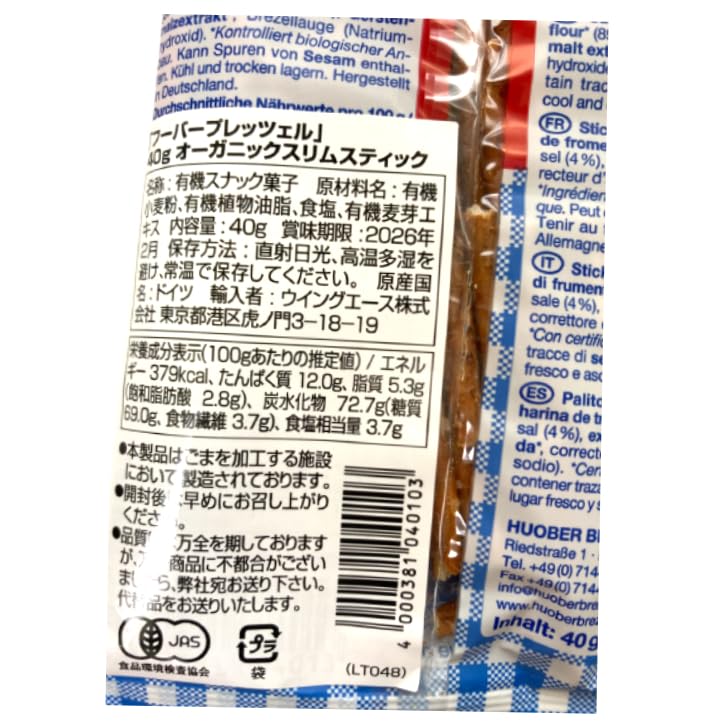 malzextrakt*, Brezellauge (Natrium-
hydroxid). *Kontrolliert biologischer An-
bau. Kann Spuren von Sesam enthal-
ten. Kühl und trocken lagern. Hergestellt
in Deutschland.
Durchschnittliche Nährwerte pro 100 g/
「フーバープレッツェル」
40g オーガニックスリムスティック
名称:有機スナック菓子 原材料名:有機
小麦粉、有機植物油脂、食塩、有機麦芽エ
キス 内容量:40g 賞味期限:2026年
2月 保存方法:直射日光、高温多湿を
避け、常温で保存してください。 原産国
名:ドイツ 輸入者:ウイングエース株式
会社 東京都港区虎ノ門3-18-19
栄養成分表示(100gあたりの推定値) / エネル
ギー 379kcal、たんぱく質 12.0g、脂質 5.3g
(飽和脂肪酸 2.8g)、炭水化物 72.7g(糖質
69.0g、食物繊維 3.7g)、食塩相当量 3.7g
●本製品はごまを加工する施設
において製造されております。
●開封後は早めにお召し上がり
ください。
●品質には万全を期しております
が、万一商品に不都合がござい
ましたら、弊社宛お送り下さい。
代替品をお送りいたします。
JAS
食品環境検査協会
プラ
袋
4 000381 040103
(LT048)
flour* (8
malt ext
hydroxide
tain trac
cool and
FR Stic
de frome
sel (4%),
recteur d'
*Ingrédien
que. Peut
Tenir au
Allemagne
IT Stick
di frumen
sale (4%),
correttore
*Con certific
tracce di se
fresco e asc
ES Palito
harina de tr
sal (4%), ex
da*, correct
sodio). *Cer
contener traza
lugar fresco y s
HUOBER B
Riedstraße 1 ·
Tel. +49 (0) 714
Fax +49 (0) 714
info@huoberbre
www.huoberbrez
Inhalt: 40g